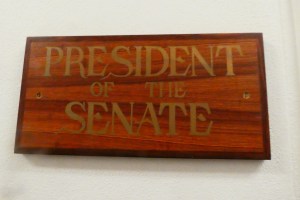 PRESIDENT
OF THE
SENATE